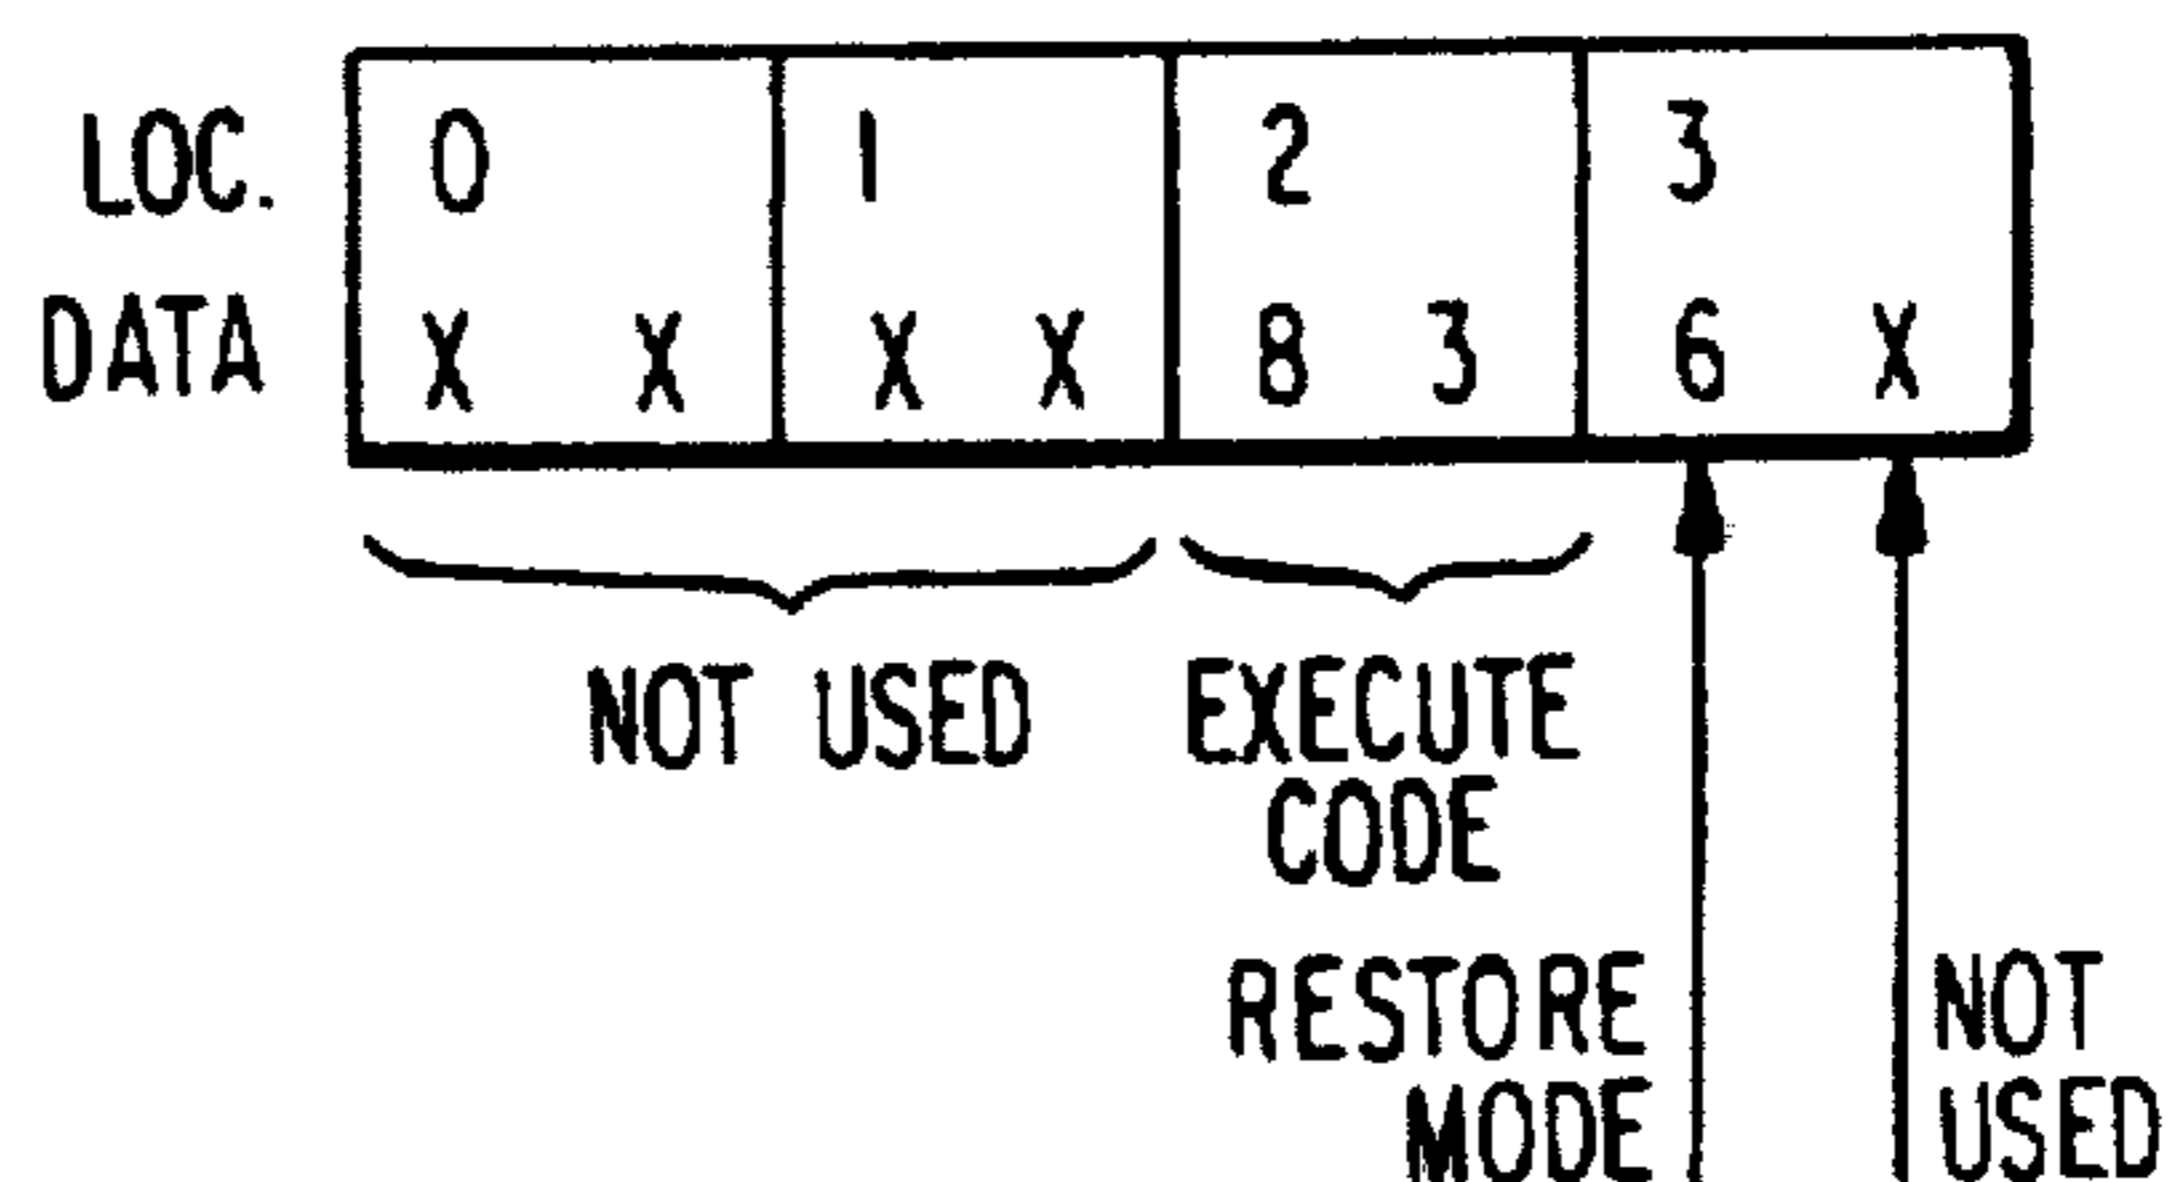 LOC. 0 1 2 3
DATA X X X X 8 3 6 X
NOT USED
EXECUTE
CODE
RESTORE
MODE
NOT
USED